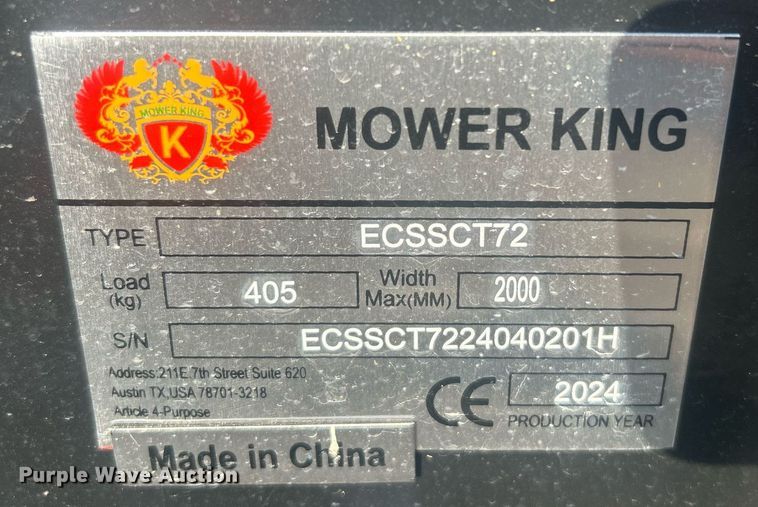 MOWER KING
K
MOWER KING
TYPE ECSSCT72
Load (kg) 405 Width Max(MM) 2000
S/N ECSSCT7224040201H
Address:211E.7th Street Suite 620
Austin TX,USA 78701-3218
Article 4-Purpose
CE 2024
PRODUCTION YEAR
Made in China
Purple Wave Auction